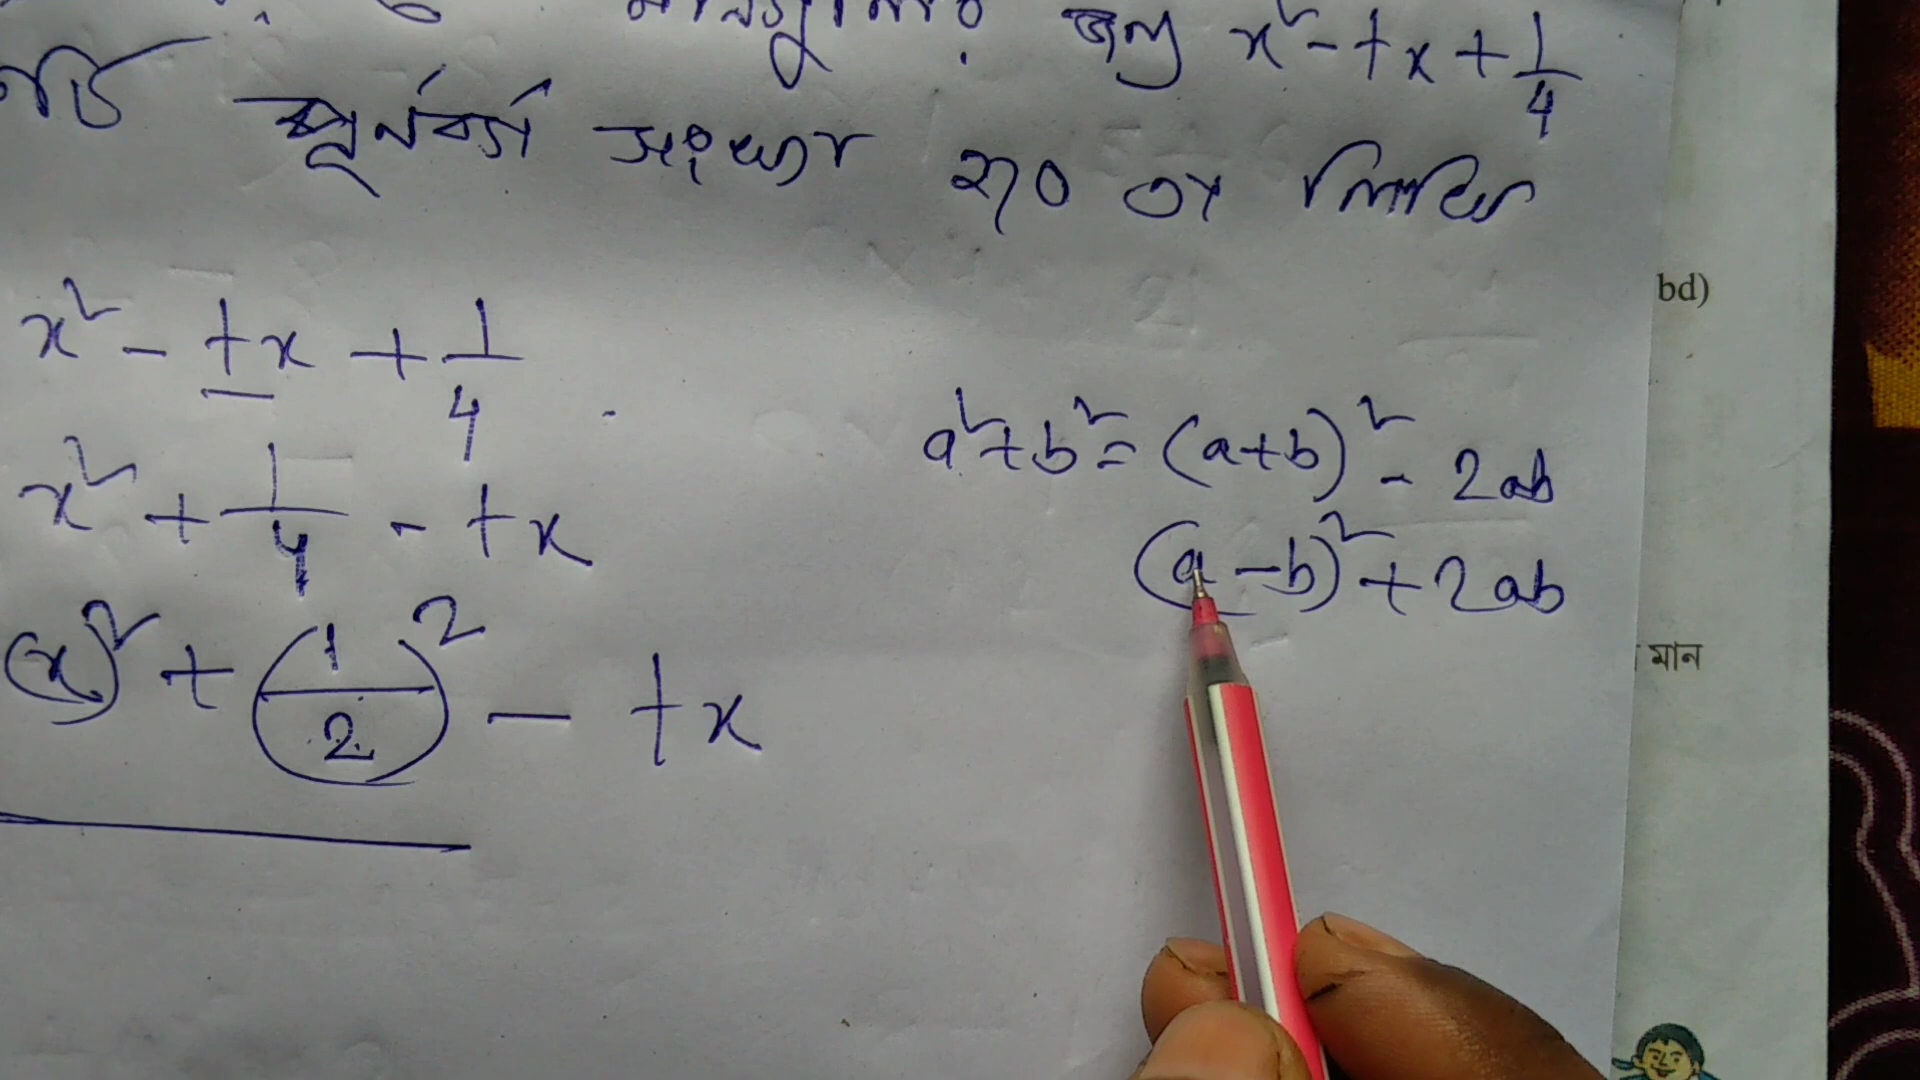 জন্য x² - tx + 1/4
টি পূর্ণবর্গ সংখ্যা হবে তা লিখি
x² - tx + 1/4
x² + 1/4 - tx
(x)² + (1/2)² - tx
a²+b² = (a+b)² - 2ab
(a-b)² + 2ab
bd)
মান